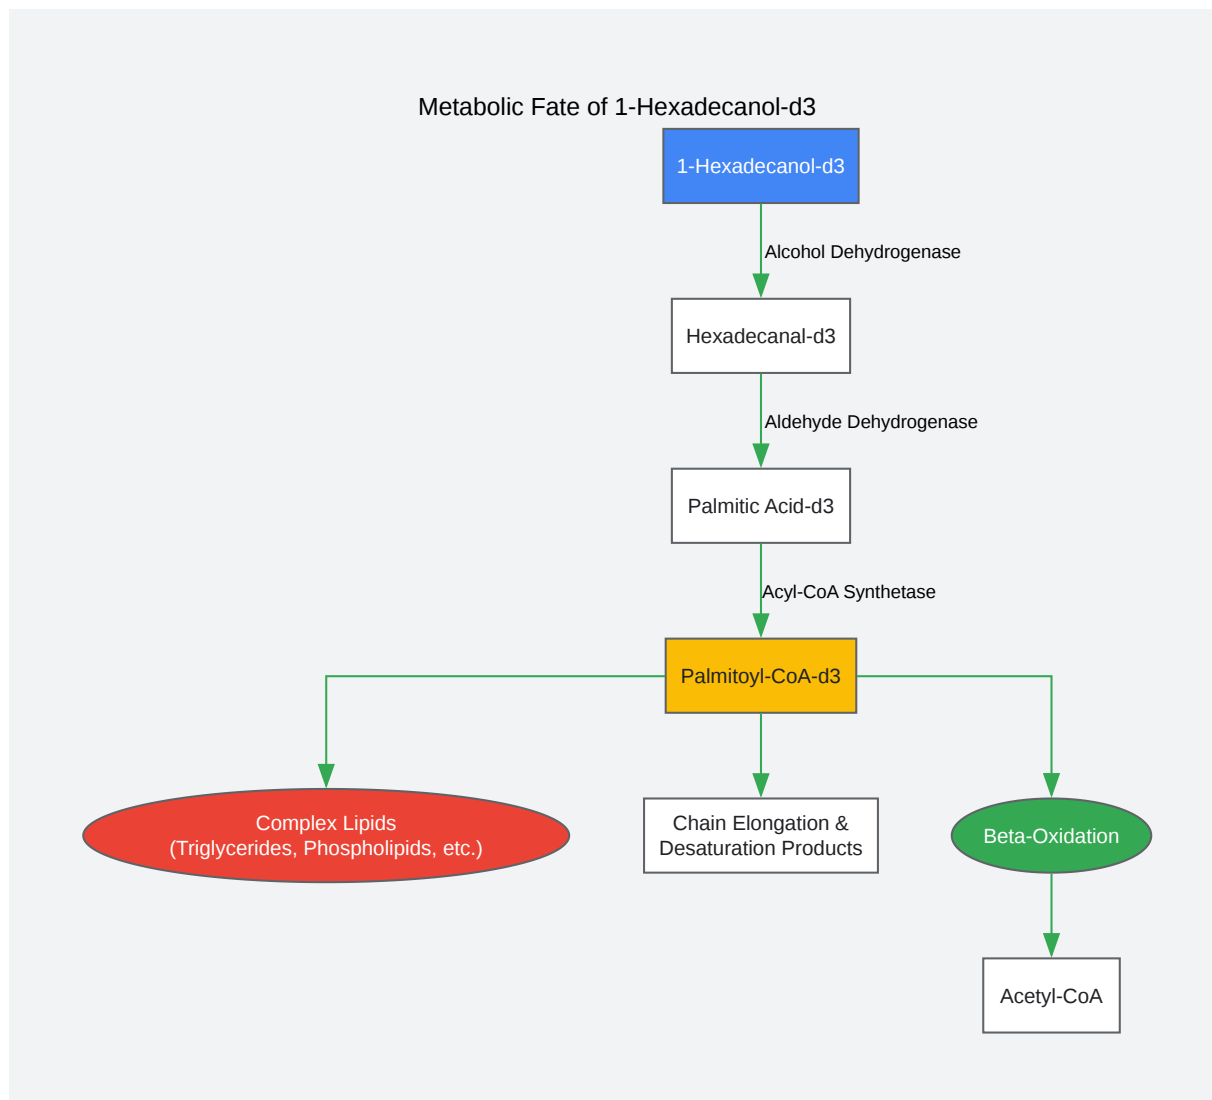 Metabolic Fate of 1-Hexadecanol-d3
1-Hexadecanol-d3
Alcohol Dehydrogenase
Hexadecanal-d3
Aldehyde Dehydrogenase
Palmitic Acid-d3
Acyl-CoA Synthetase
Palmitoyl-CoA-d3
Complex Lipids
(Triglycerides, Phospholipids, etc.)
Chain Elongation &
Desaturation Products
Beta-Oxidation
Acetyl-CoA